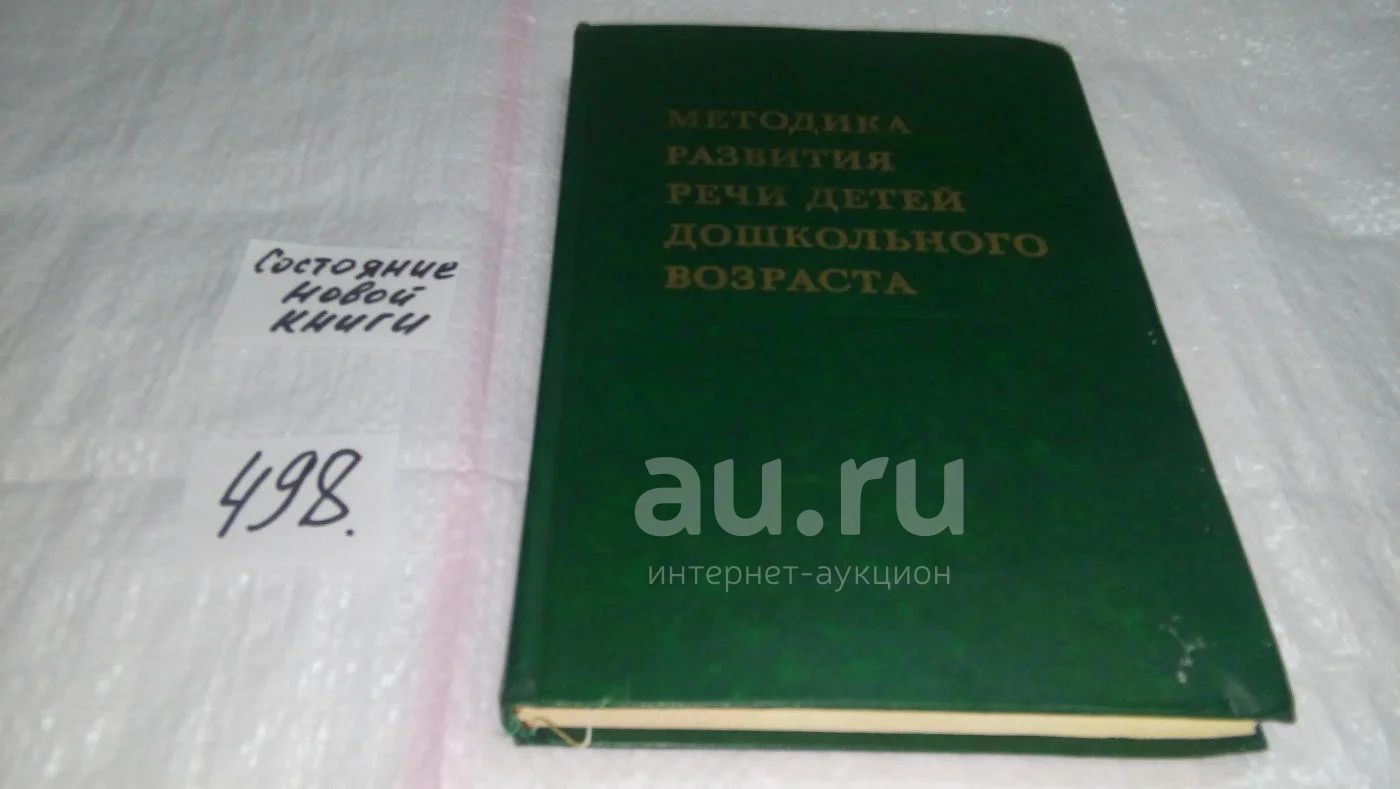 МЕТОДИКА
РАЗВИТИЯ
РЕЧИ ДЕТЕЙ
ДОШКОЛЬНОГО
ВОЗРАСТА
Состояние
новой
книги
498.
au.ru
интернет-аукцион